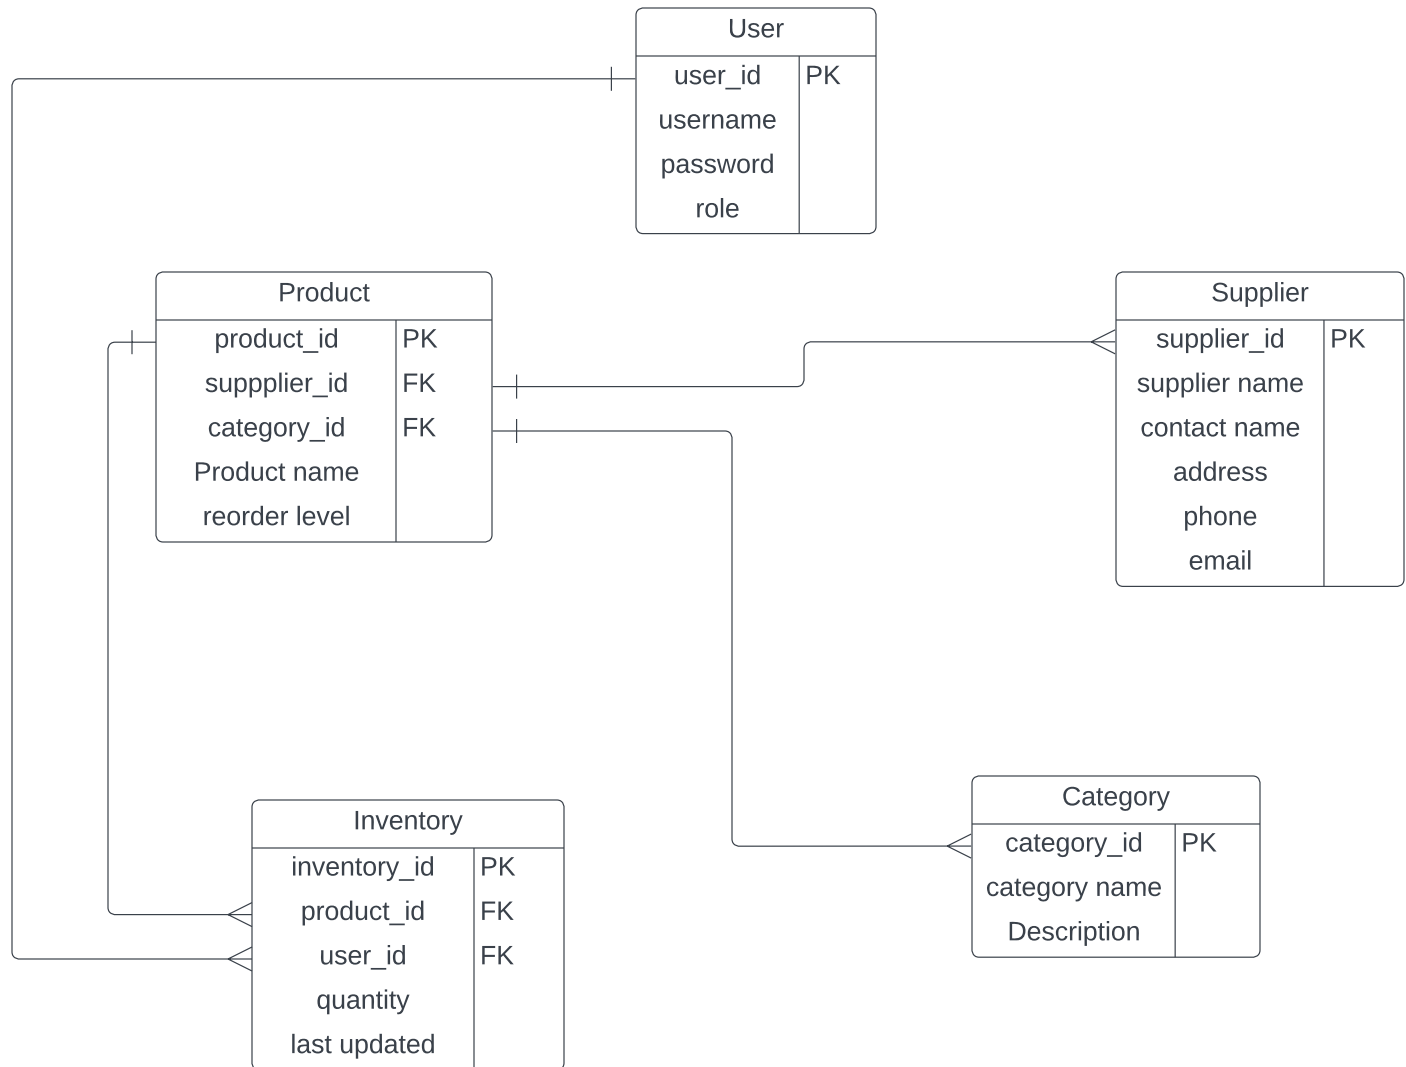 User
user_id PK
username
password
role
Product
product_id PK
suppplier_id FK
category_id FK
Product name
reorder level
Supplier
supplier_id PK
supplier name
contact name
address
phone
email
Inventory
inventory_id PK
product_id FK
user_id FK
quantity
last updated
Category
category_id PK
category name
Description